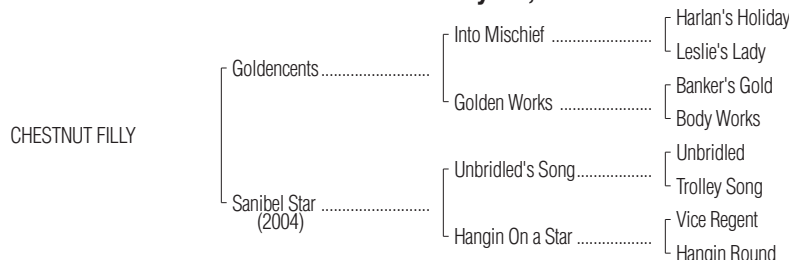 Harlan's Holiday
Into Mischief ........................
Leslie's Lady
Goldencents..........................
Banker's Gold
Golden Works ......................
Body Works
CHESTNUT FILLY
Unbridled
Unbridled's Song..................
Trolley Song
Sanibel Star ..........................
(2004)
Vice Regent
Hangin On a Star ..................
Hangin Round